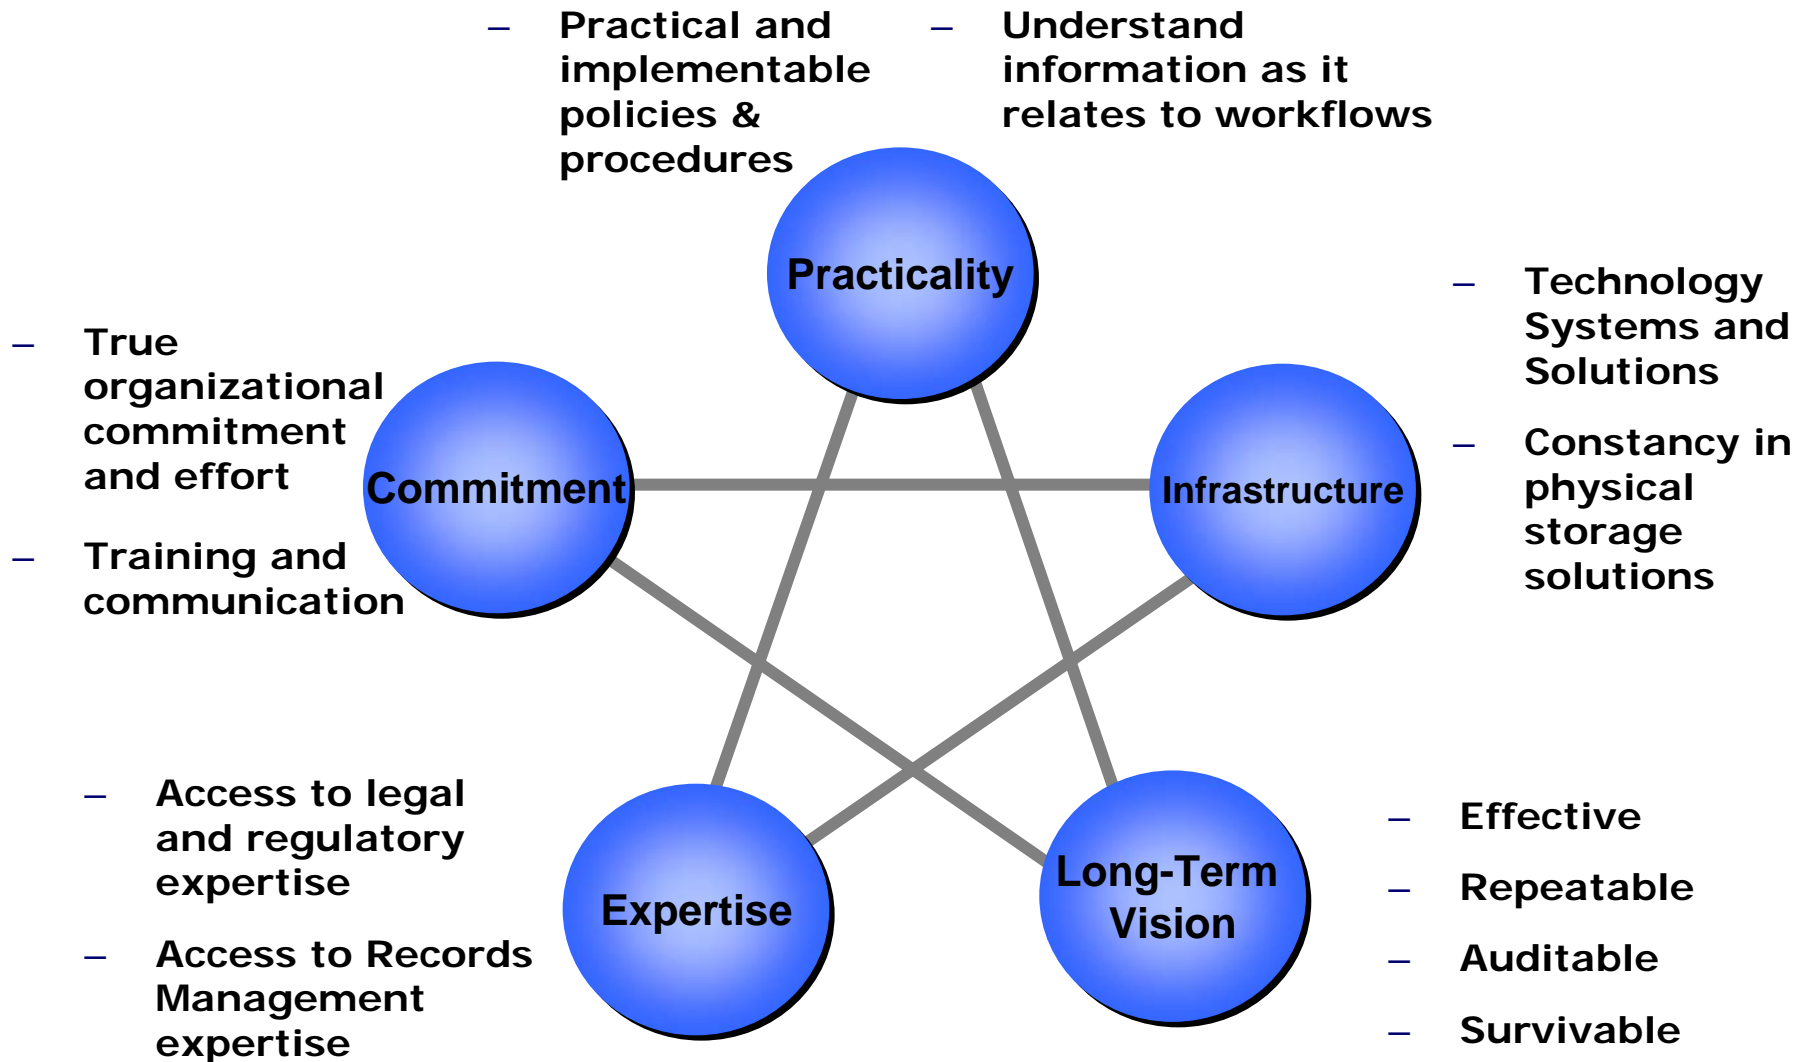 – Practical and
implementable
policies &
procedures
– Understand
information as it
relates to workflows
Practicality
– True
organizational
commitment
and effort
– Training and
communication
Commitment
Infrastructure
– Technology
Systems and
Solutions
– Constancy in
physical
storage
solutions
– Access to legal
and regulatory
expertise
– Access to Records
Management
expertise
Expertise
Long-Term
Vision
– Effective
– Repeatable
– Auditable
– Survivable